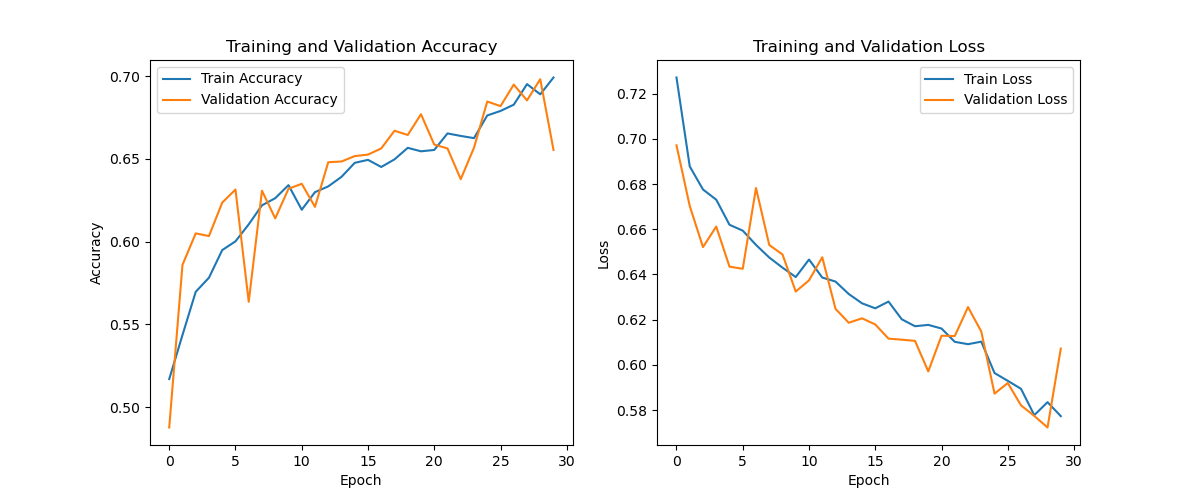 Training and Validation Accuracy
Train Accuracy
Validation Accuracy
0.70
0.65
0.60
0.55
0.50
Accuracy
0 5 10 15 20 25 30
Epoch
Training and Validation Loss
Train Loss
Validation Loss
0.72
0.70
0.68
0.66
0.64
0.62
0.60
0.58
Loss
0 5 10 15 20 25 30
Epoch